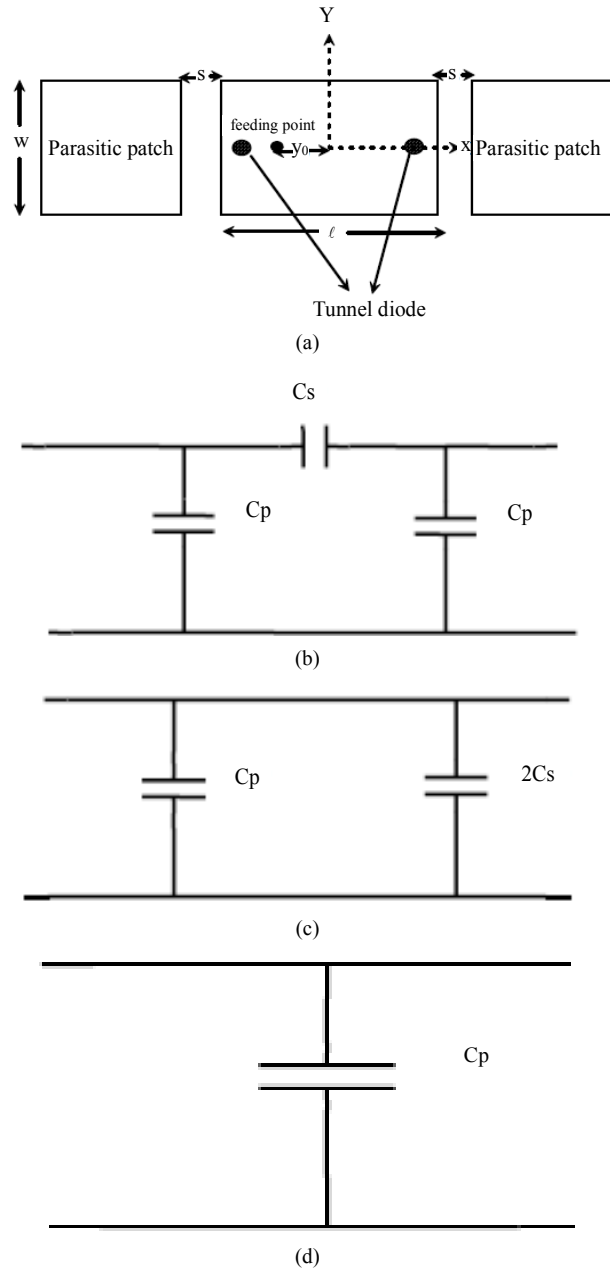 Y
s
s
w
Parasitic patch
feeding point
y₀
x
Parasitic patch
ℓ
Tunnel diode
(a)
Cs
Cp
Cp
(b)
Cp
2Cs
(c)
Cp
(d)